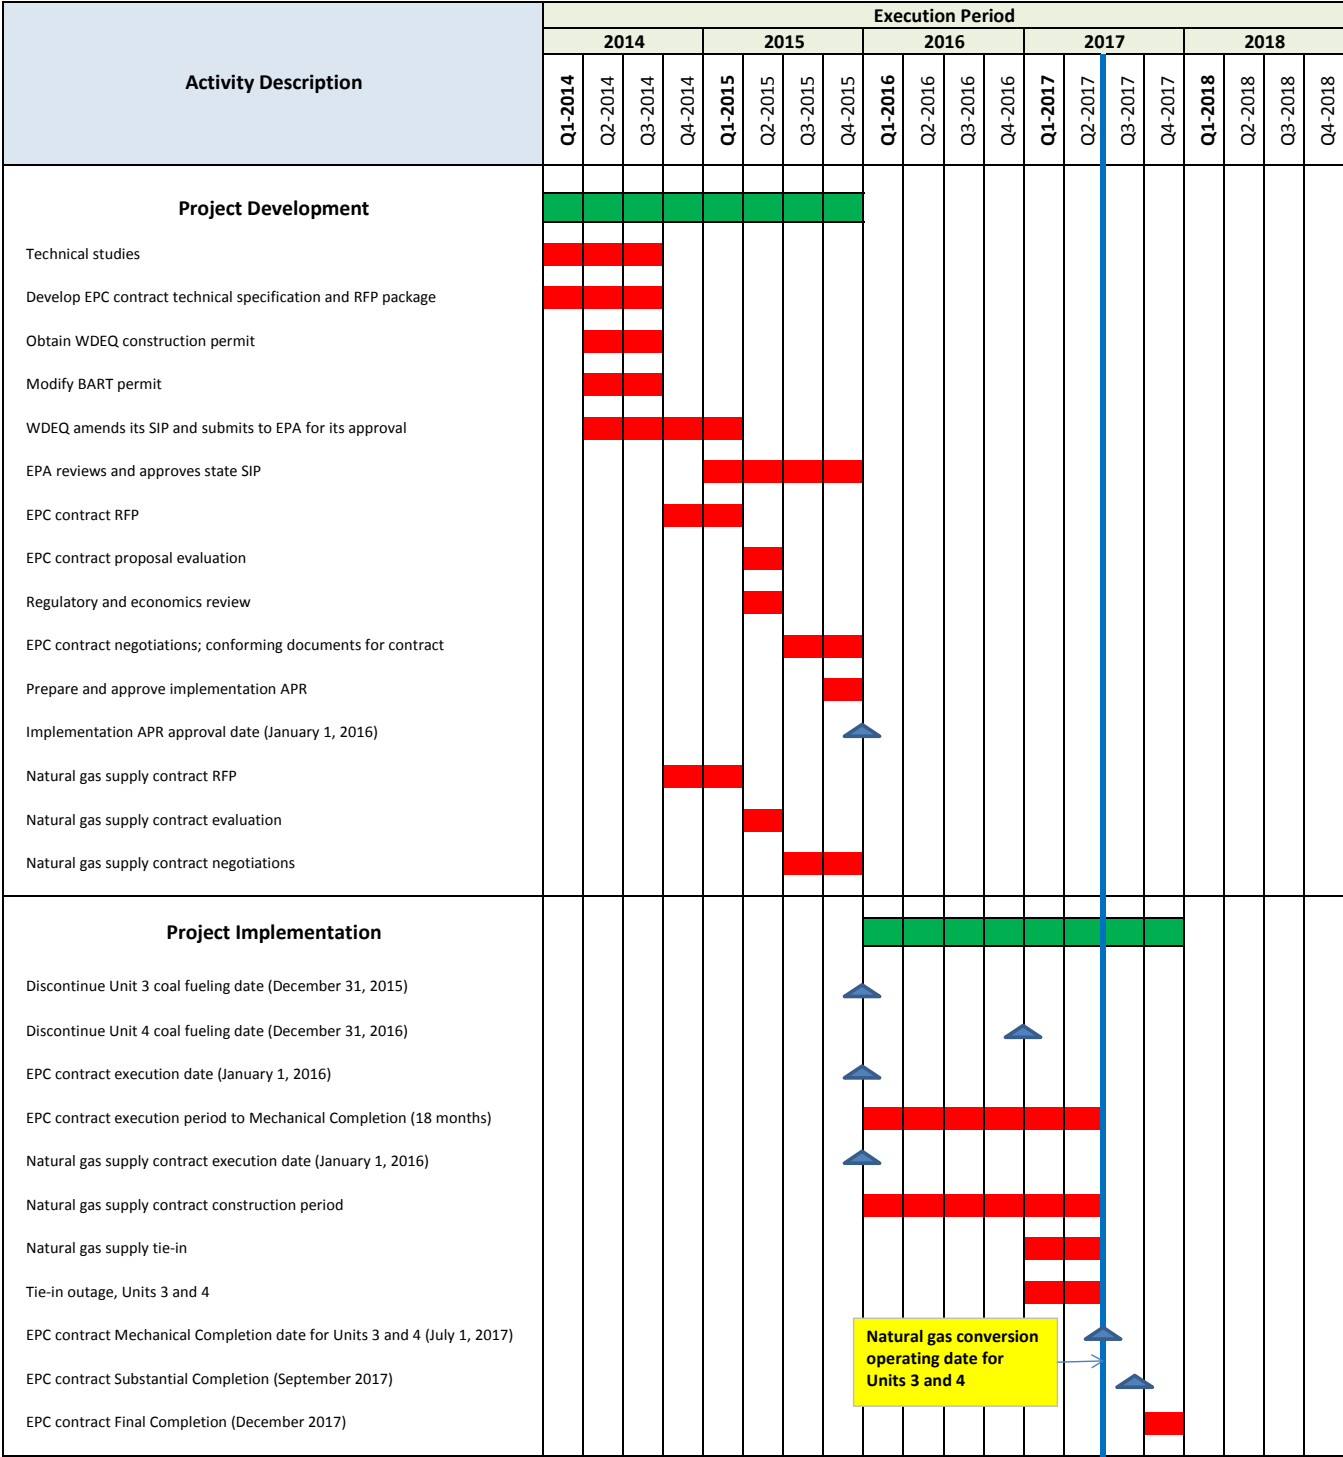 Execution Period
2014 2015 2016 2017 2018
Activity Description
Q1-2014 Q2-2014 Q3-2014 Q4-2014 Q1-2015 Q2-2015 Q3-2015 Q4-2015 Q1-2016 Q2-2016 Q3-2016 Q4-2016 Q1-2017 Q2-2017 Q3-2017 Q4-2017 Q1-2018 Q2-2018 Q3-2018 Q4-2018
Project Development
Technical studies
Develop EPC contract technical specification and RFP package
Obtain WDEQ construction permit
Modify BART permit
WDEQ amends its SIP and submits to EPA for its approval
EPA reviews and approves state SIP
EPC contract RFP
EPC contract proposal evaluation
Regulatory and economics review
EPC contract negotiations; conforming documents for contract
Prepare and approve implementation APR
Implementation APR approval date (January 1, 2016)
Natural gas supply contract RFP
Natural gas supply contract evaluation
Natural gas supply contract negotiations
Project Implementation
Discontinue Unit 3 coal fueling date (December 31, 2015)
Discontinue Unit 4 coal fueling date (December 31, 2016)
EPC contract execution date (January 1, 2016)
EPC contract execution period to Mechanical Completion (18 months)
Natural gas supply contract execution date (January 1, 2016)
Natural gas supply contract construction period
Natural gas supply tie-in
Tie-in outage, Units 3 and 4
EPC contract Mechanical Completion date for Units 3 and 4 (July 1, 2017)
EPC contract Substantial Completion (September 2017)
EPC contract Final Completion (December 2017)
Natural gas conversion
operating date for
Units 3 and 4